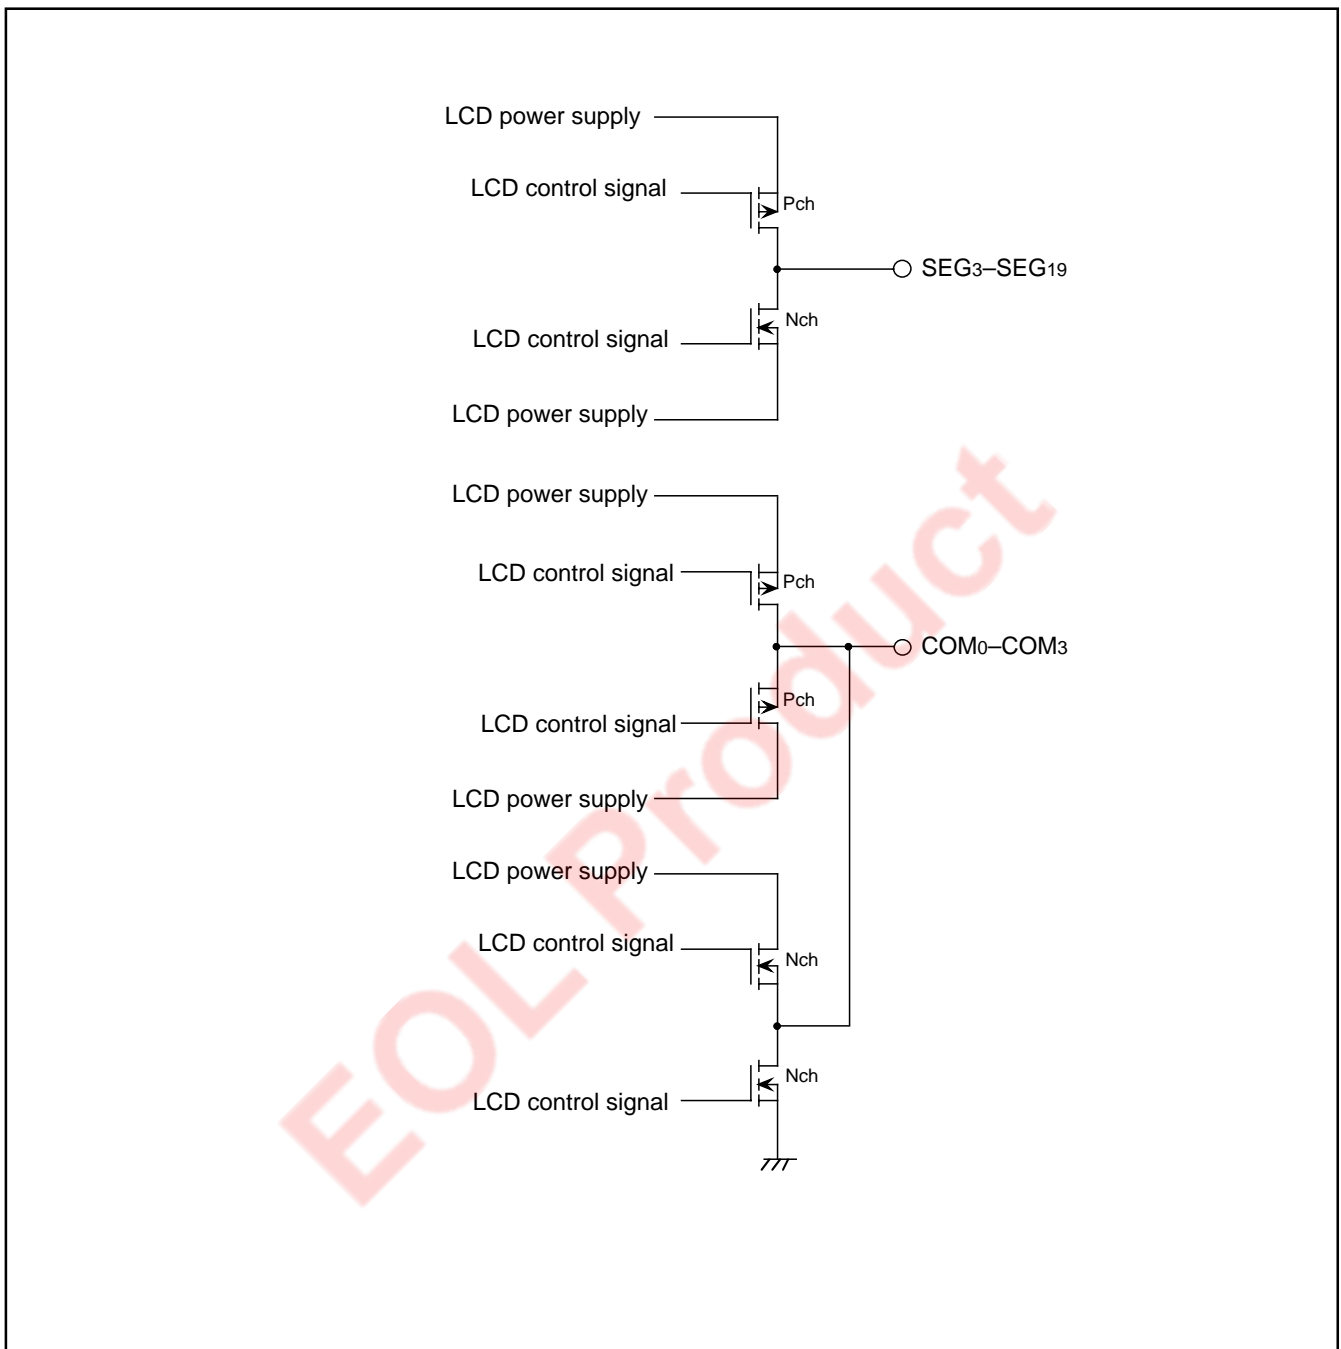 LCD power supply
LCD control signal
Pch
SEG3–SEG19
Nch
LCD control signal
LCD power supply
LCD power supply
LCD control signal
Pch
COM0–COM3
Pch
LCD control signal
LCD power supply
LCD power supply
LCD control signal
Nch
Nch
LCD control signal
EOL Product